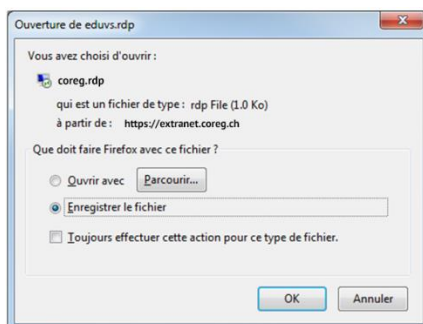 Ouverture de eduvs.rdp
Vous avez choisi d'ouvrir :
coreg.rdp
qui est un fichier de type : rdp File (1.0 Ko)
à partir de : https://extranet.coreg.ch
Que doit faire Firefox avec ce fichier ?
Ouvrir avec Parcourir...
Enregistrer le fichier
Toujours effectuer cette action pour ce type de fichier.
OK Annuler